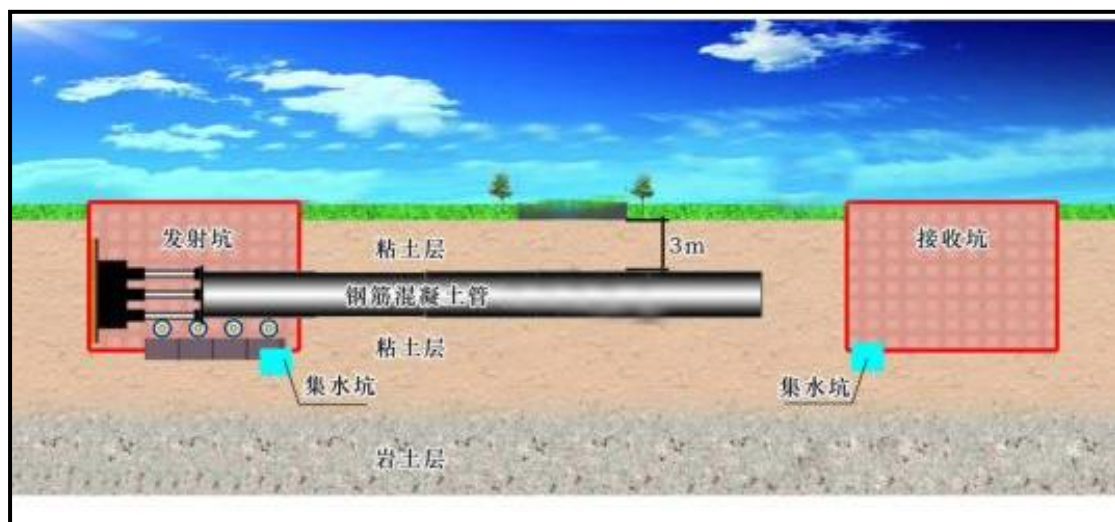 发射坑
接收坑
粘土层
3m
钢筋混凝土管
粘土层
集水坑
集水坑
岩土层